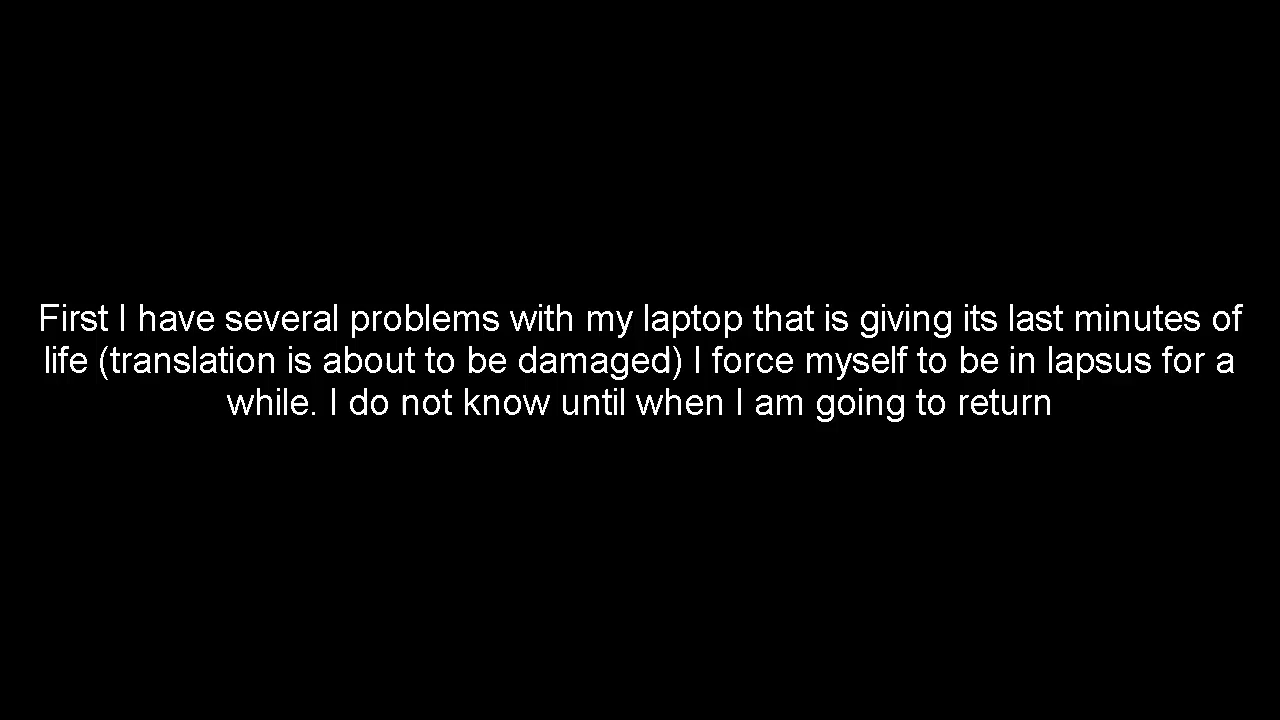 First I have several problems with my laptop that is giving its last minutes of
life (translation is about to be damaged) I force myself to be in lapsus for a
while. I do not know until when I am going to return